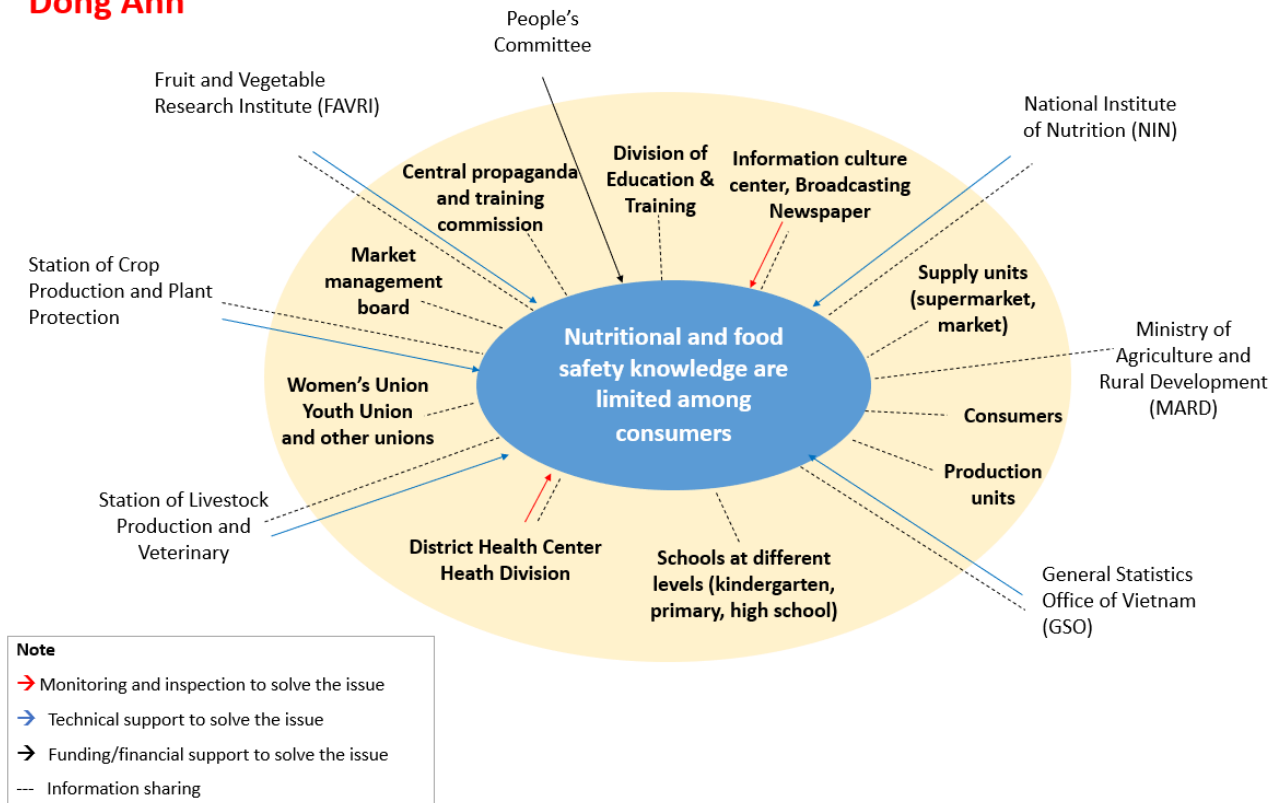 Dong Anh
People's
Committee
Fruit and Vegetable
Research Institute (FAVRI)
National Institute
of Nutrition (NIN)
Central propaganda
and training
commission
Division of
Education &
Training
Information culture
center, Broadcasting
Newspaper
Station of Crop
Production and Plant
Protection
Market
management
board
Supply units
(supermarket,
market)
Ministry of
Agriculture and
Rural Development
(MARD)
Nutritional and food
safety knowledge are
limited among
consumers
Women's Union
Youth Union
and other unions
Consumers
Production
units
Station of Livestock
Production and
Veterinary
District Health Center
Heath Division
Schools at different
levels (kindergarten,
primary, high school)
General Statistics
Office of Vietnam
(GSO)
Note
→ Monitoring and inspection to solve the issue
→ Technical support to solve the issue
→ Funding/financial support to solve the issue
--- Information sharing